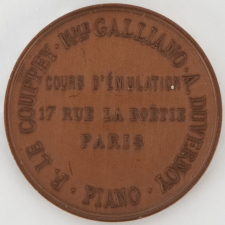 F. LE COUPPEY · Mme GALLIANO · A. DUVERNOY · PIANO ·
COURS D'ÉMULATION
17 RUE LA BOËTIE
PARIS